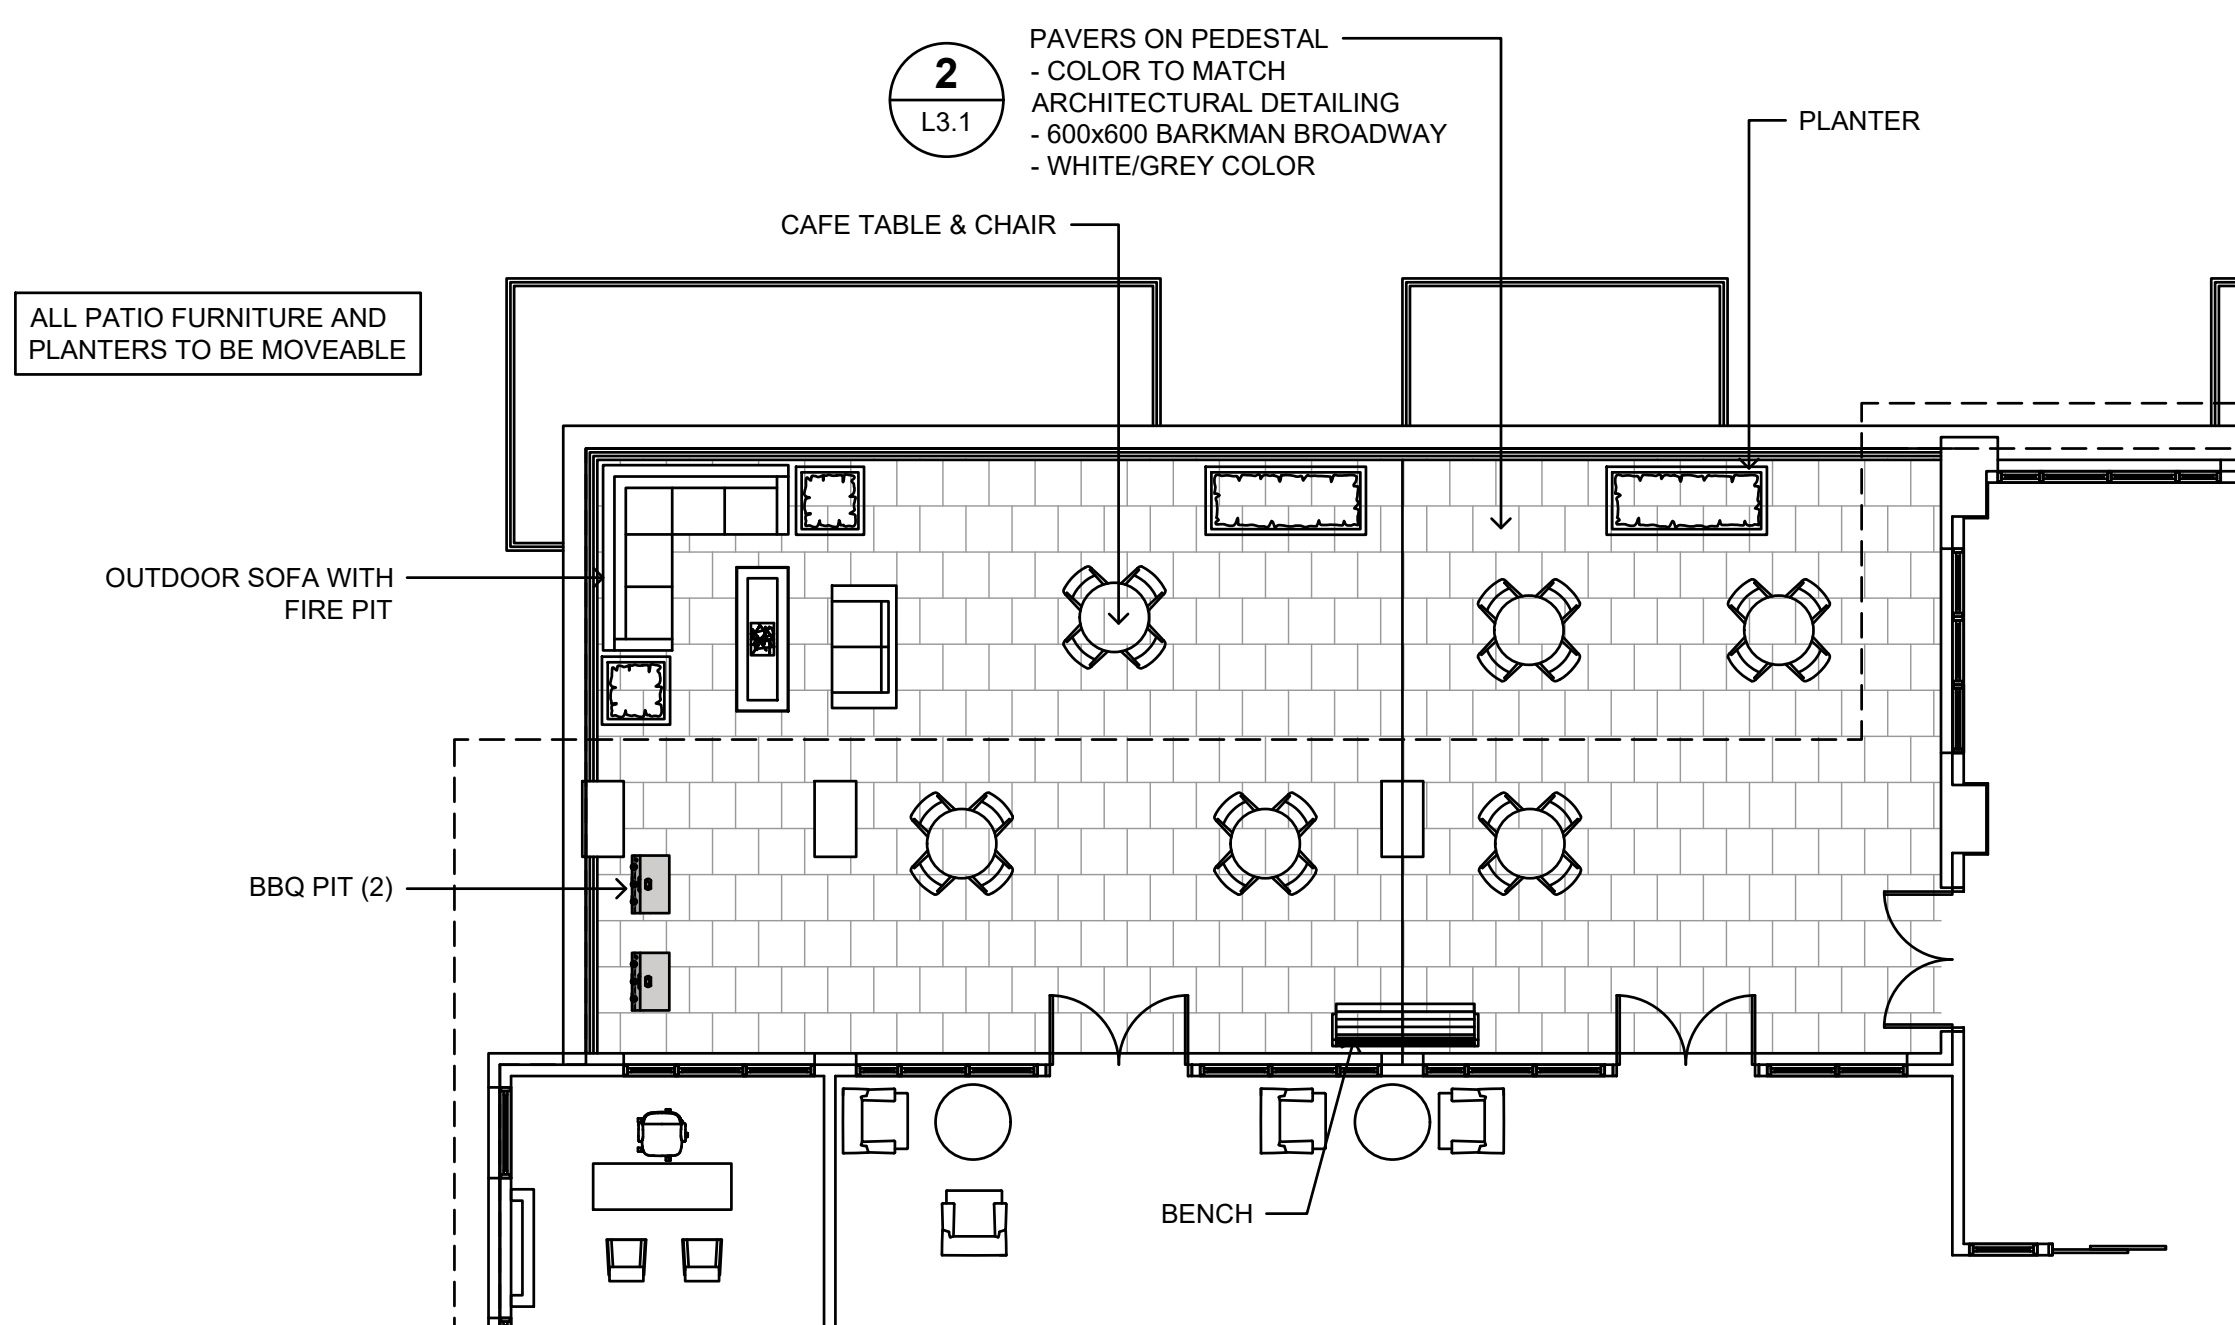 2
L3.1
PAVERS ON PEDESTAL
- COLOR TO MATCH
ARCHITECTURAL DETAILING
- 600x600 BARKMAN BROADWAY
- WHITE/GREY COLOR
PLANTER
CAFE TABLE & CHAIR
ALL PATIO FURNITURE AND
PLANTERS TO BE MOVEABLE
OUTDOOR SOFA WITH
FIRE PIT
BBQ PIT (2)
BENCH